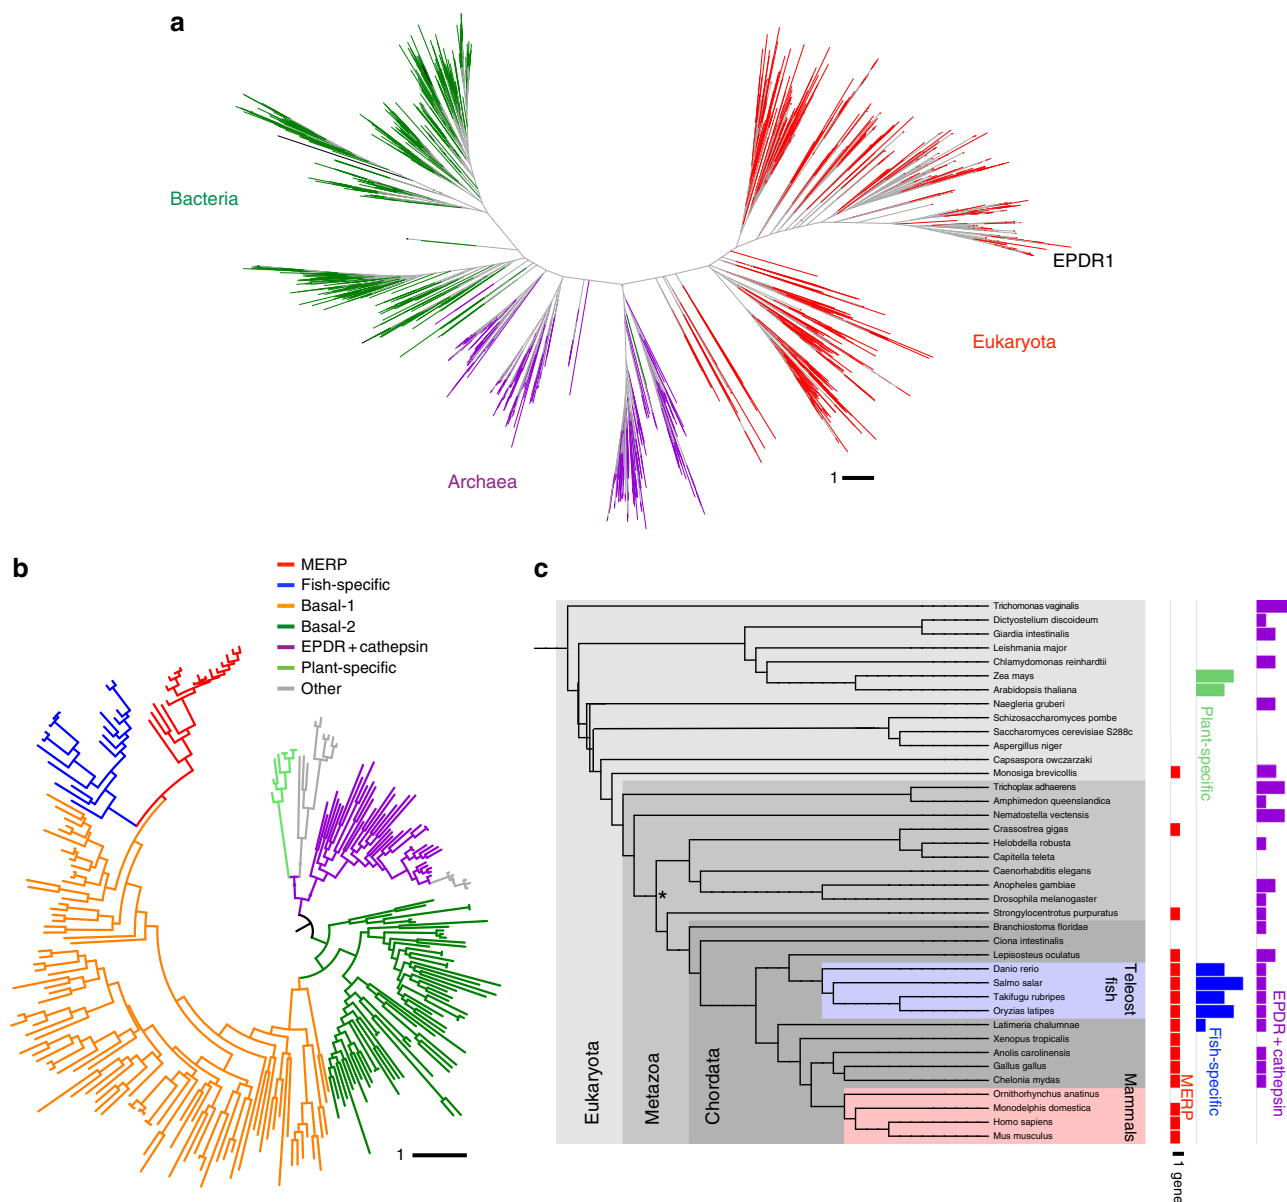 a
Bacteria
EPDR1
Eukaryota
Archaea
1
b
MERP
Fish-specific
Basal-1
Basal-2
EPDR + cathepsin
Plant-specific
Other
1
c
Trichomonas vaginalis
Dictyostelium discoideum
Giardia intestinalis
Leishmania major
Chlamydomonas reinhardtii
Zea mays
Arabidopsis thaliana
Naegleria gruberi
Schizosaccharomyces pombe
Saccharomyces cerevisiae S288c
Aspergillus niger
Capsaspora owczarzaki
Monosiga brevicollis
Trichoplax adhaerens
Amphimedon queenslandica
Nematostella vectensis
Crassostrea gigas
Helobdella robusta
Capitella teleta
Caenorhabditis elegans
Anopheles gambiae
Drosophila melanogaster
Strongylocentrotus purpuratus
Branchiostoma floridae
Ciona intestinalis
Lepisosteus oculatus
Danio rerio
Salmo salar
Takifugu rubripes
Oryzias latipes
Latimeria chalumnae
Xenopus tropicalis
Anolis carolinensis
Gallus gallus
Chelonia mydas
Ornithorhynchus anatinus
Monodelphis domestica
Homo sapiens
Mus musculus
*
Eukaryota
Metazoa
Chordata
Teleost
fish
Mammals
MERP
1 gene
Plant-specific
Fish-specific
EPDR + cathepsin